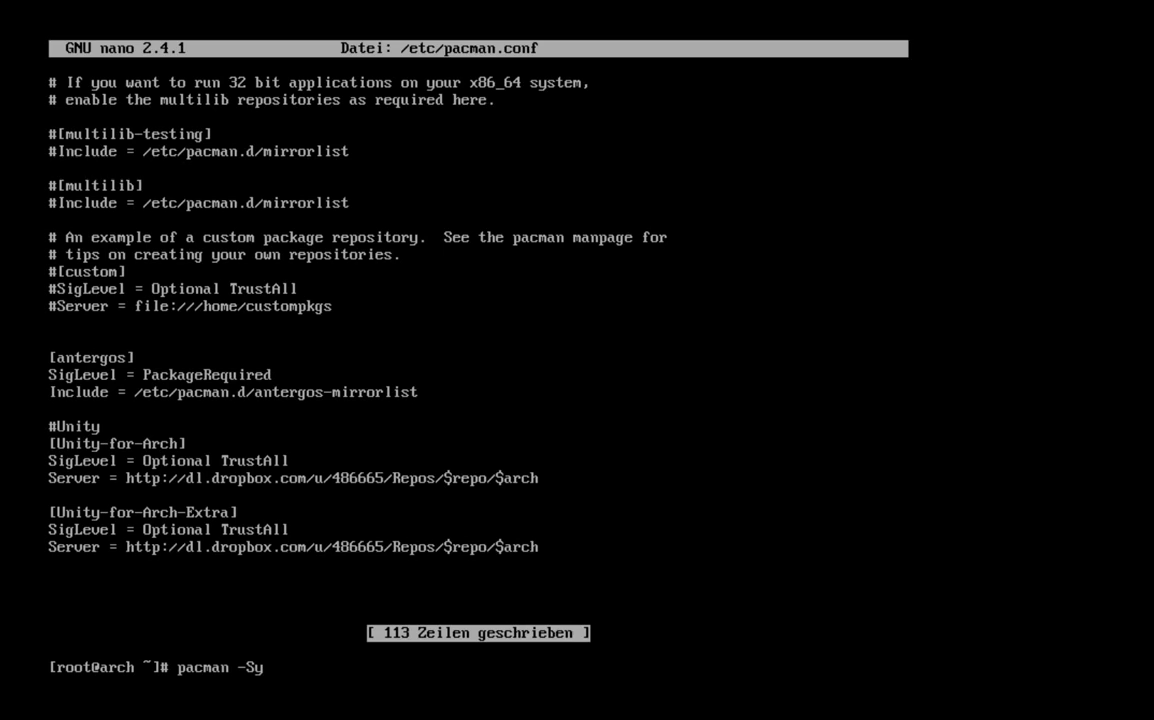 GNU nano 2.4.1 Datei: /etc/pacman.conf
# If you want to run 32 bit applications on your x86_64 system,
# enable the multilib repositories as required here.
#[multilib-testing]
#Include = /etc/pacman.d/mirrorlist
#[multilib]
#Include = /etc/pacman.d/mirrorlist
# An example of a custom package repository.  See the pacman manpage for
# tips on creating your own repositories.
#[custom]
#SigLevel = Optional TrustAll
#Server = file:///home/custompkgs
[antergos]
SigLevel = PackageRequired
Include = /etc/pacman.d/antergos-mirrorlist
#Unity
[Unity-for-Arch]
SigLevel = Optional TrustAll
Server = http://dl.dropbox.com/u/486665/Repos/$repo/$arch
[Unity-for-Arch-Extra]
SigLevel = Optional TrustAll
Server = http://dl.dropbox.com/u/486665/Repos/$repo/$arch
[ 113 Zeilen geschrieben ]
[root@arch ~]# pacman -Sy